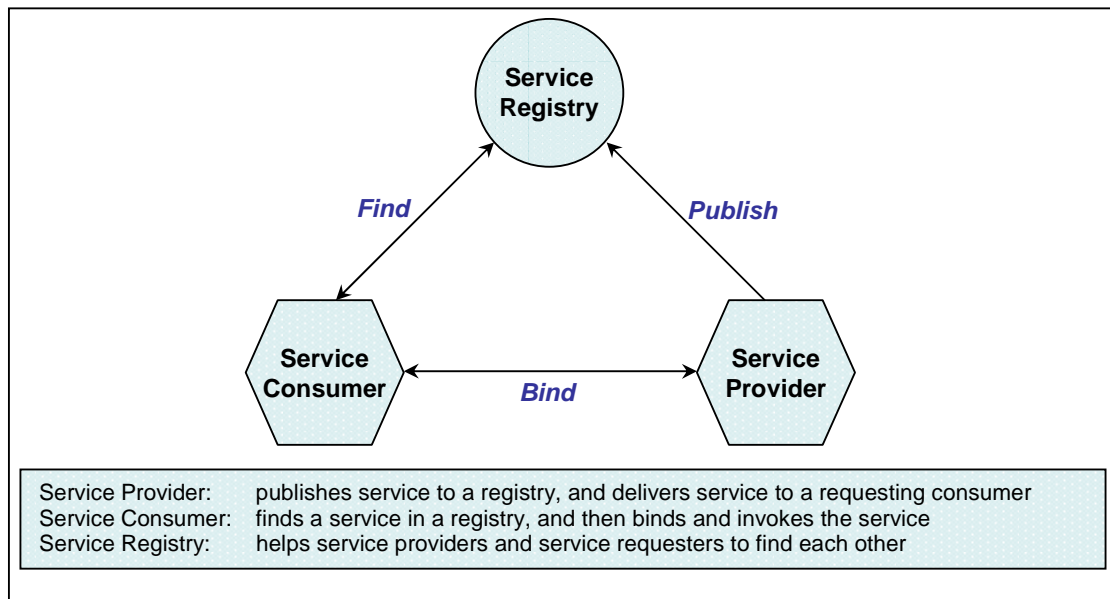 Service
Registry
Find
Publish
Service
Consumer
Service
Provider
Bind
Service Provider: publishes service to a registry, and delivers service to a requesting consumer
Service Consumer: finds a service in a registry, and then binds and invokes the service
Service Registry: helps service providers and service requesters to find each other